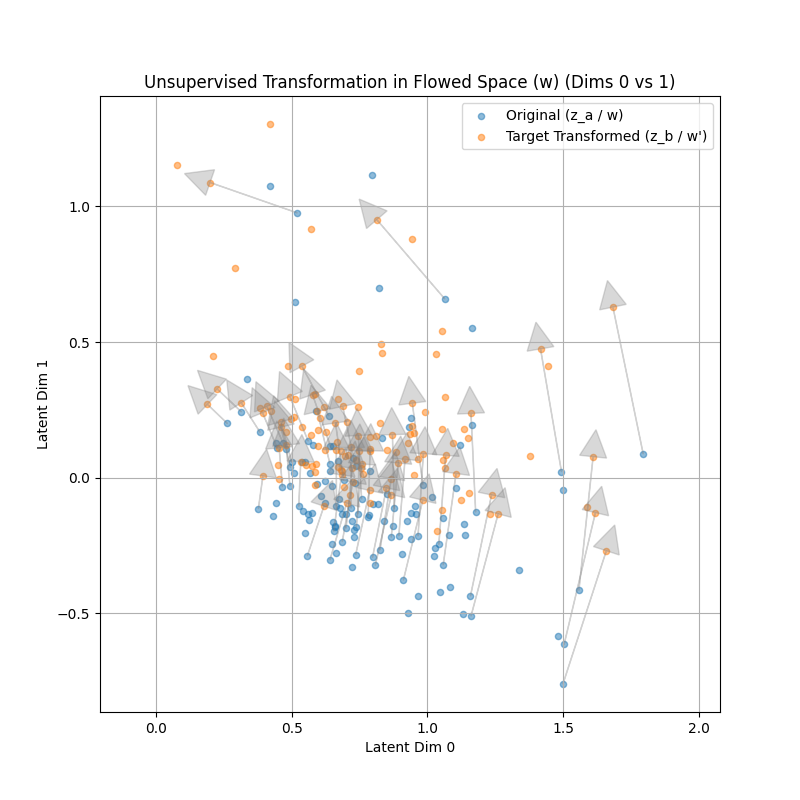 Unsupervised Transformation in Flowed Space (w) (Dims 0 vs 1)
Original (z_a / w)
Target Transformed (z_b / w')
1.0
0.5
0.0
−0.5
Latent Dim 1
0.0 0.5 1.0 1.5 2.0
Latent Dim 0